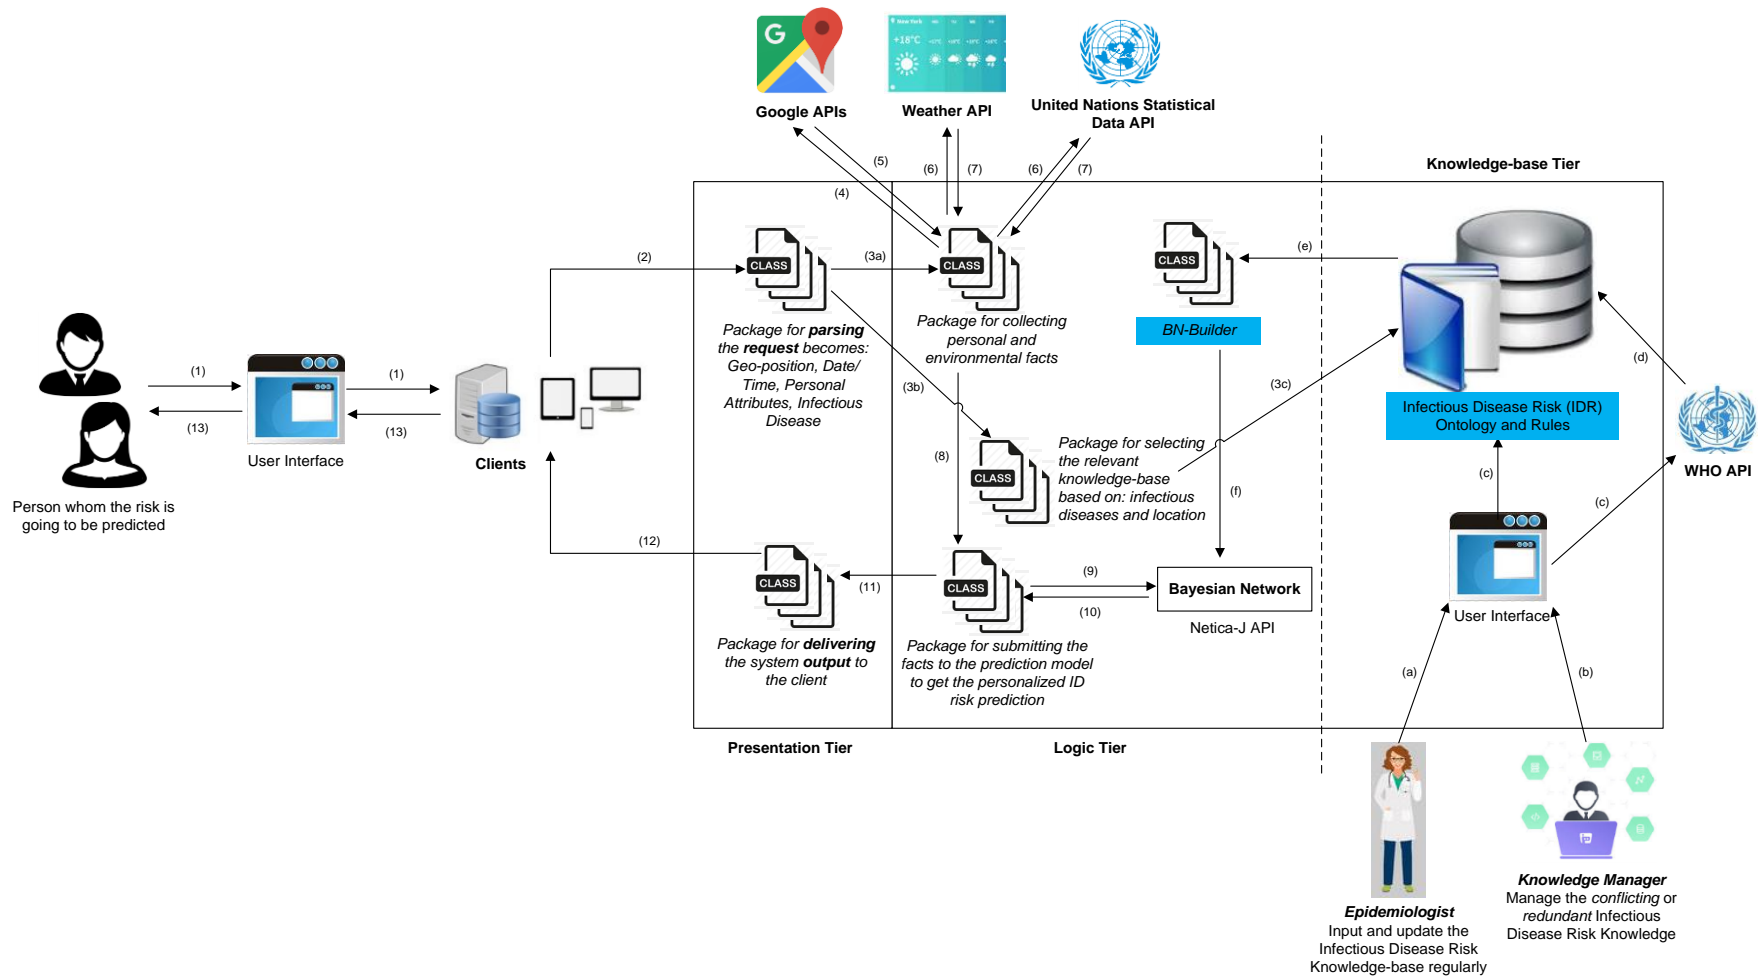 G
New York
+18°C
Google APIs
Weather API
United Nations Statistical
Data API
Knowledge-base Tier
(5)
(4)
(6)
(7)
(6)
(7)
(2)
CLASS
(3a)
CLASS
CLASS
(e)
Package for parsing
the request becomes:
Geo-position, Date/
Time, Personal
Attributes, Infectious
Disease
Package for collecting
personal and
environmental facts
BN-Builder
(3b)
(3c)
(d)
(1)
(1)
(13)
(13)
User Interface
Clients
Person whom the risk is
going to be predicted
Infectious Disease Risk (IDR)
Ontology and Rules
WHO API
(8)
CLASS
Package for selecting
the relevant
knowledge-base
based on: infectious
diseases and location
(f)
(c)
(c)
(12)
CLASS
(11)
CLASS
(9)
(10)
Bayesian Network
Netica-J API
User Interface
Package for delivering
the system output to
the client
Package for submitting the
facts to the prediction model
to get the personalized ID
risk prediction
(a)
(b)
Presentation Tier
Logic Tier
Epidemiologist
Input and update the
Infectious Disease Risk
Knowledge-base regularly
Knowledge Manager
Manage the conflicting or
redundant Infectious
Disease Risk Knowledge